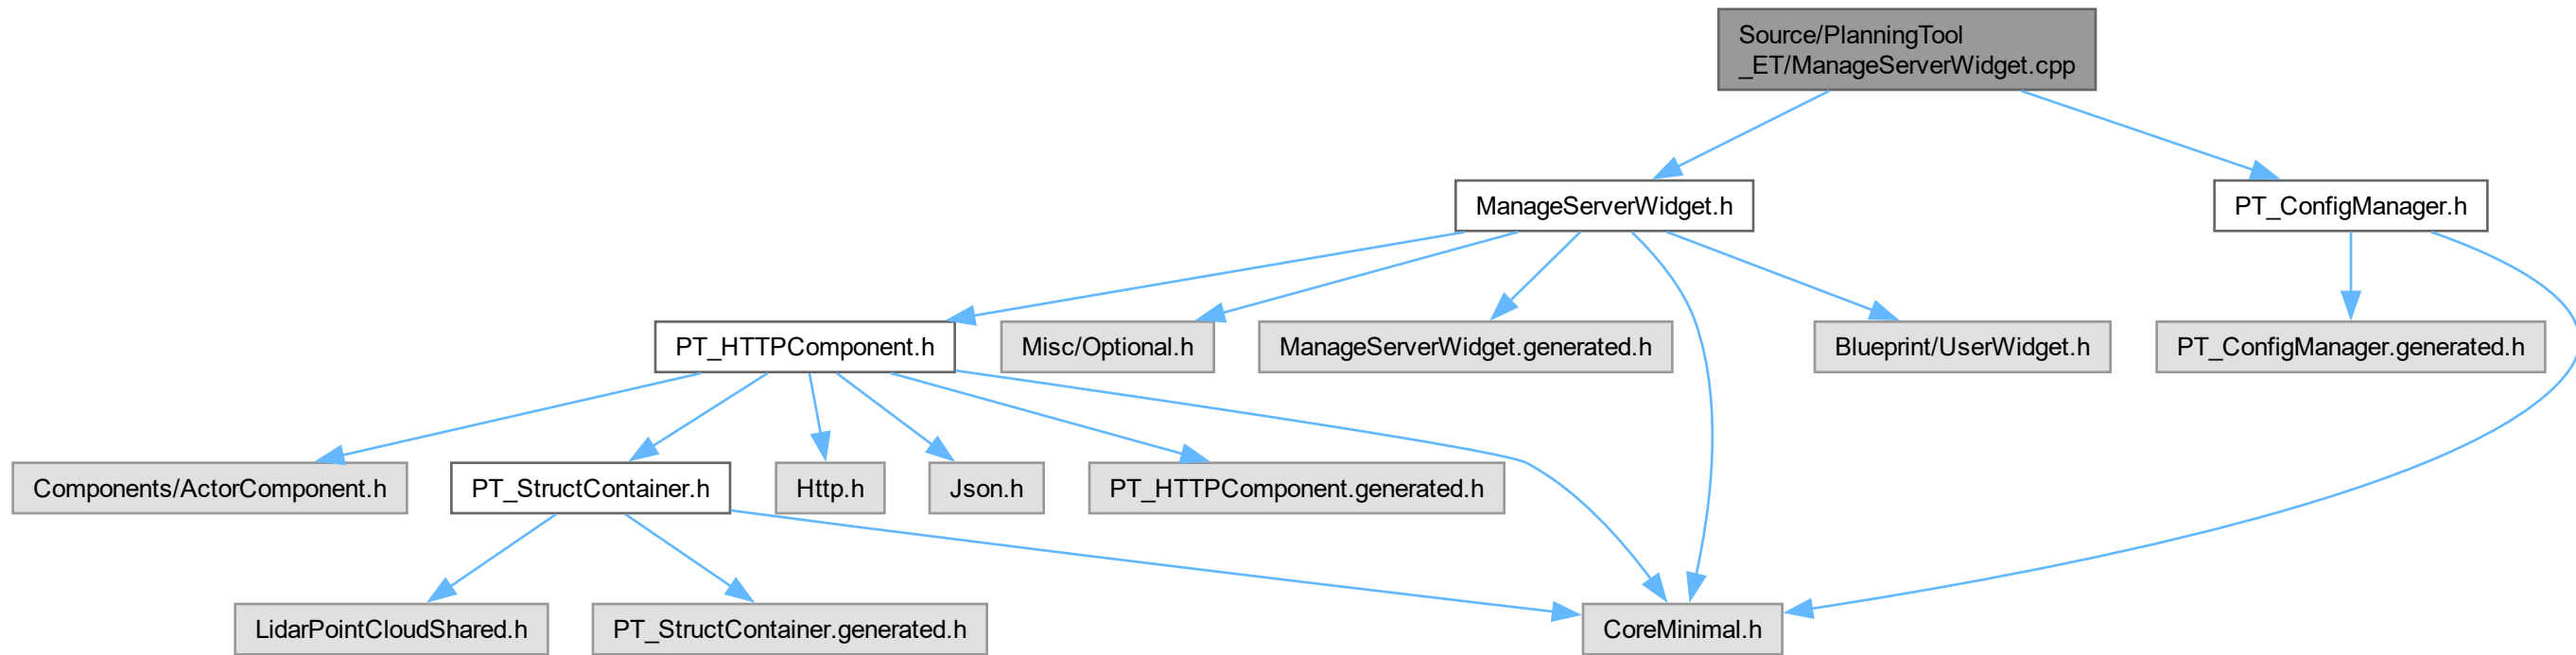 Source/PlanningTool
_ET/ManageServerWidget.cpp
ManageServerWidget.h
PT_ConfigManager.h
PT_HTTPComponent.h
Misc/Optional.h
ManageServerWidget.generated.h
Blueprint/UserWidget.h
PT_ConfigManager.generated.h
Components/ActorComponent.h
PT_StructContainer.h
Http.h
Json.h
PT_HTTPComponent.generated.h
LidarPointCloudShared.h
PT_StructContainer.generated.h
CoreMinimal.h